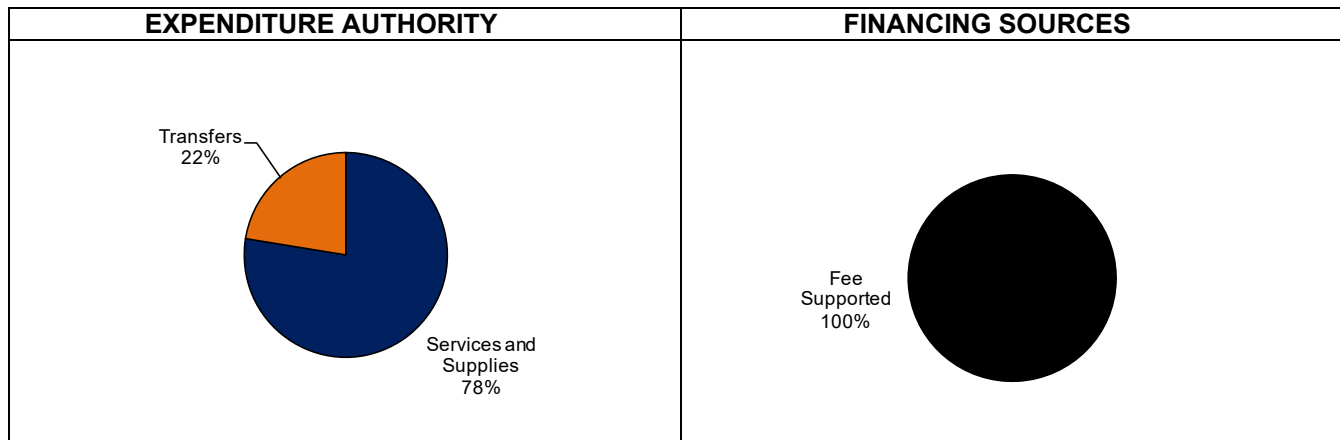 EXPENDITURE AUTHORITY
FINANCING SOURCES
Transfers
22%
Services and
Supplies
78%
Fee
Supported
100%